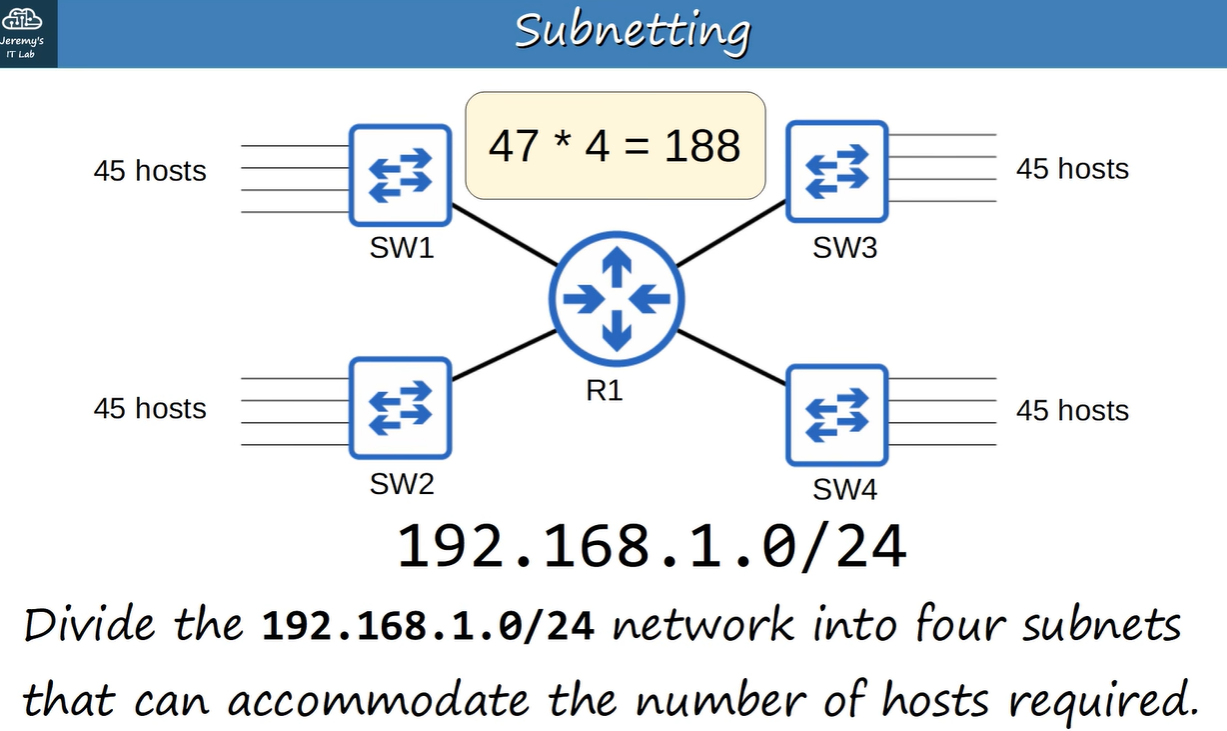 Jeremy's
IT Lab
Subnetting
47 * 4 = 188
45 hosts
45 hosts
SW1
SW3
R1
45 hosts
45 hosts
SW2
SW4
192.168.1.0/24
Divide the 192.168.1.0/24 network into four subnets
that can accommodate the number of hosts required.